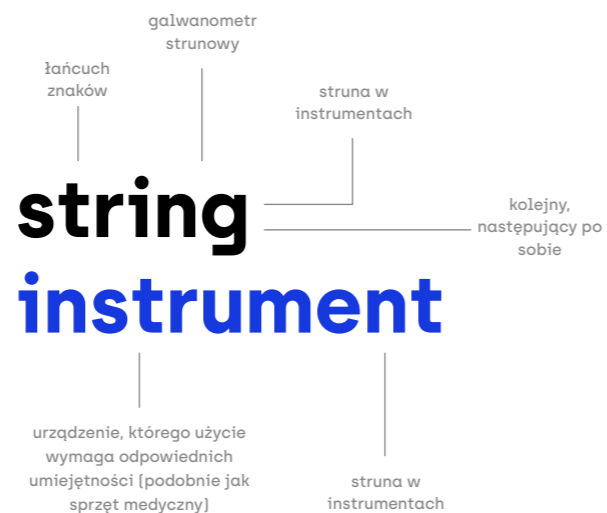 galwanometr
strunowy
łańcuch
znaków
struna w
instrumentach
string
kolejny,
następujący po
sobie
instrument
urządzenie, którego użycie
wymaga odpowiednich
umiejętności (podobnie jak
sprzęt medyczny)
struna w
instrumentach